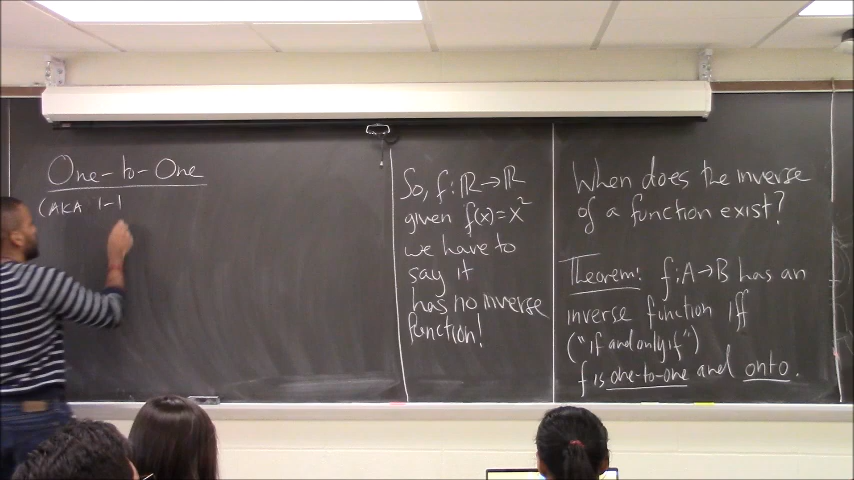 One-to-One
(AKA 1-1
So, f: ℝ→ℝ
given f(x)=x²
we have to
say it
has no inverse
function!
When does the inverse
of a function exist?
Theorem: f:A→B has an
inverse function iff
("if and only if")
f is one-to-one and onto.